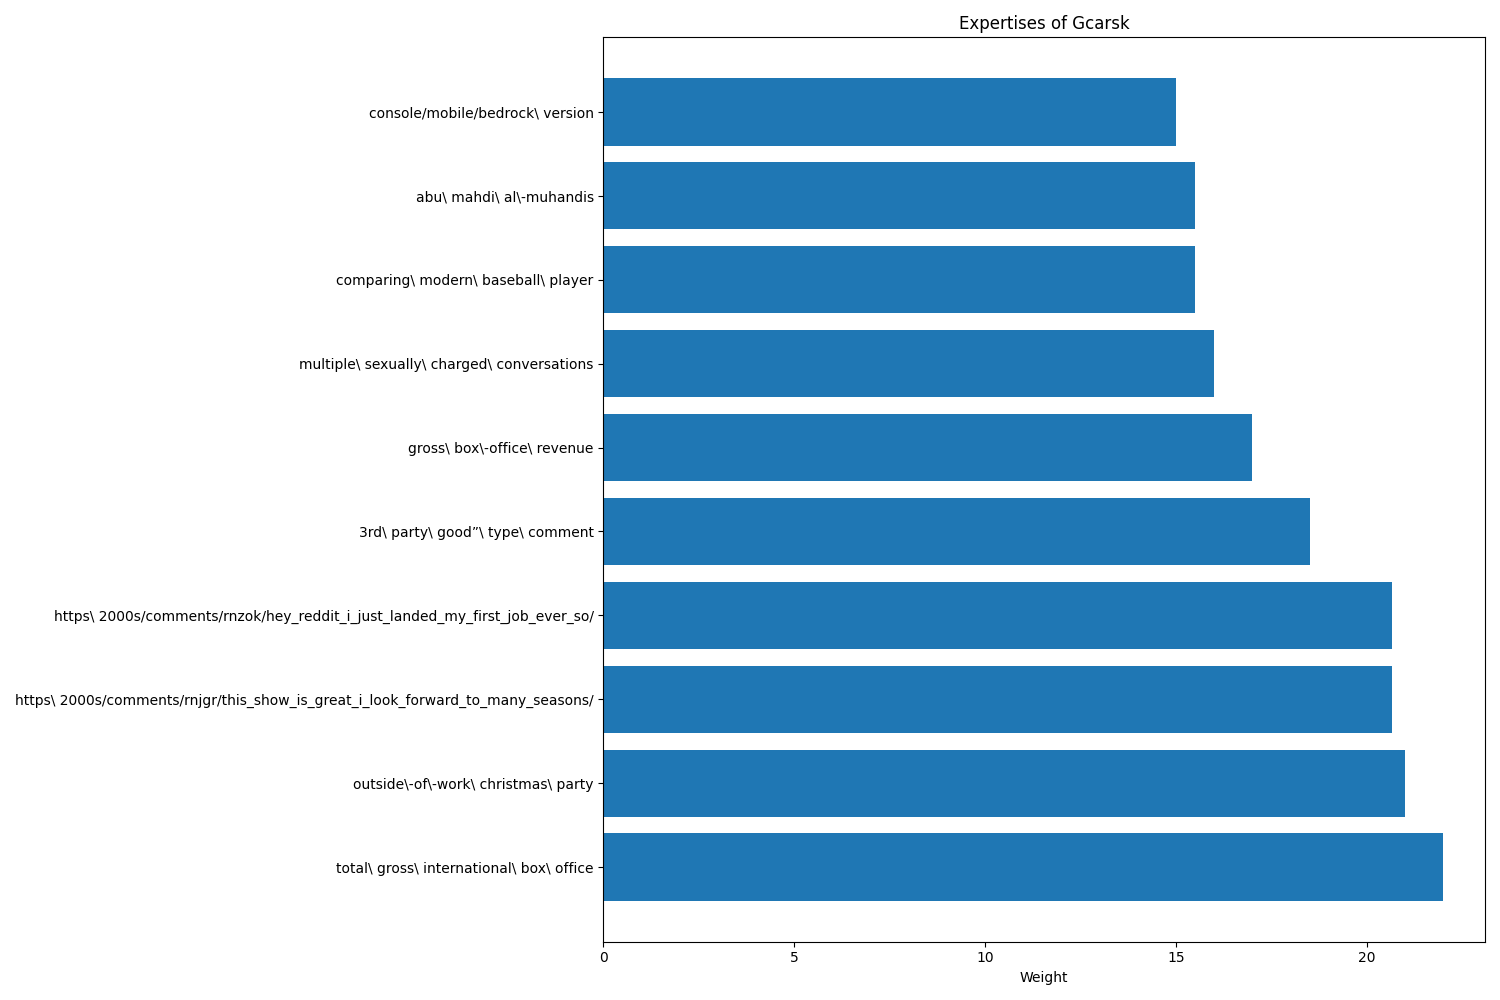 Expertises of Gcarsk
console/mobile/bedrock\ version
abu\ mahdi\ al\-muhandis
comparing\ modern\ baseball\ player
multiple\ sexually\ charged\ conversations
gross\ box\-office\ revenue
3rd\ party\ good”\ type\ comment
https\ 2000s/comments/rnzok/hey_reddit_i_just_landed_my_first_job_ever_so/
https\ 2000s/comments/rnjgr/this_show_is_great_i_look_forward_to_many_seasons/
outside\-of\-work\ christmas\ party
total\ gross\ international\ box\ office
0 5 10 15 20
Weight